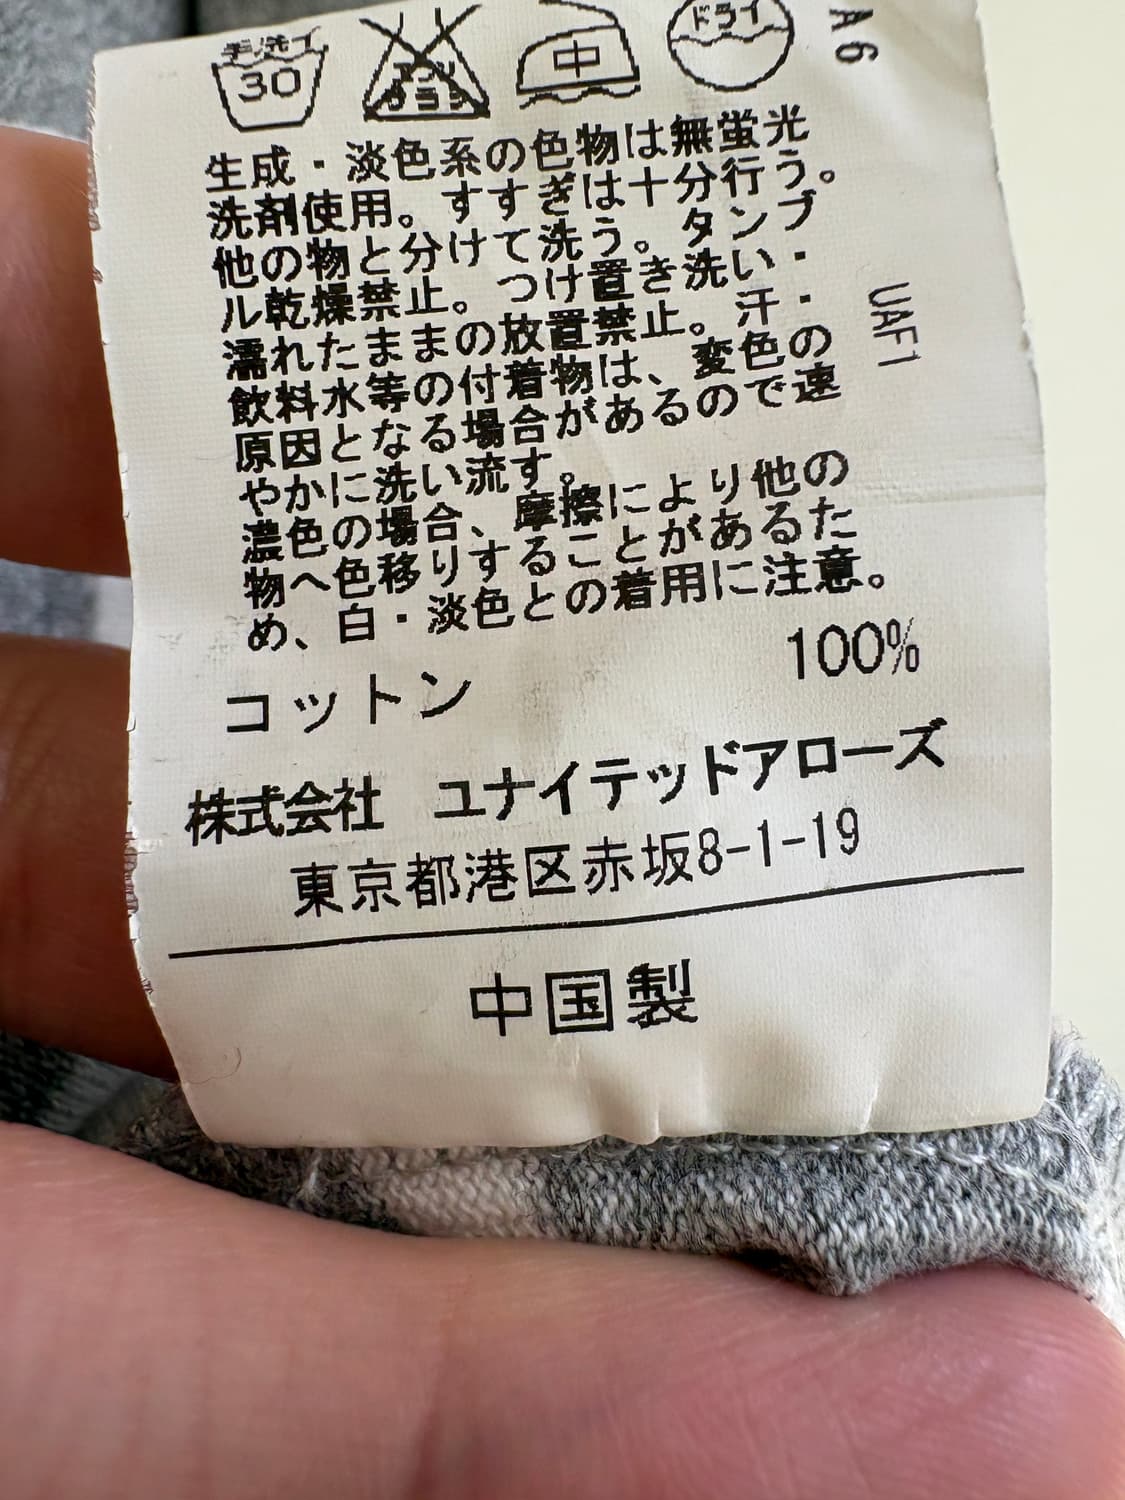 手洗イ
30
エンソ
サラシ
中
ドライ
A6
生成・淡色系の色物は無蛍光
洗剤使用。すすぎは十分行う。
他の物と分けて洗う。タンブ
ル乾燥禁止。つけ置き洗い・
濡れたままの放置禁止。汗・
飲料水等の付着物は、変色の
原因となる場合があるので速
やかに洗い流す。
濃色の場合、摩擦により他の
物へ色移りすることがあるた
め、白・淡色との着用に注意。
UAF1
コットン 100%
株式会社 ユナイテッドアローズ
東京都港区赤坂8-1-19
中国製